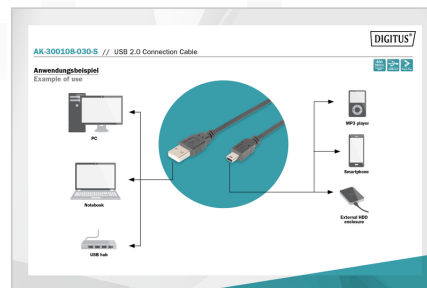 DIGITUS®
AK-300108-030-S // USB 2.0 Connection Cable
Anwendungsbeispiel
Example of use
PC
MP3 player
Smartphone
Notebook
External HDD
enclosure
USB hub